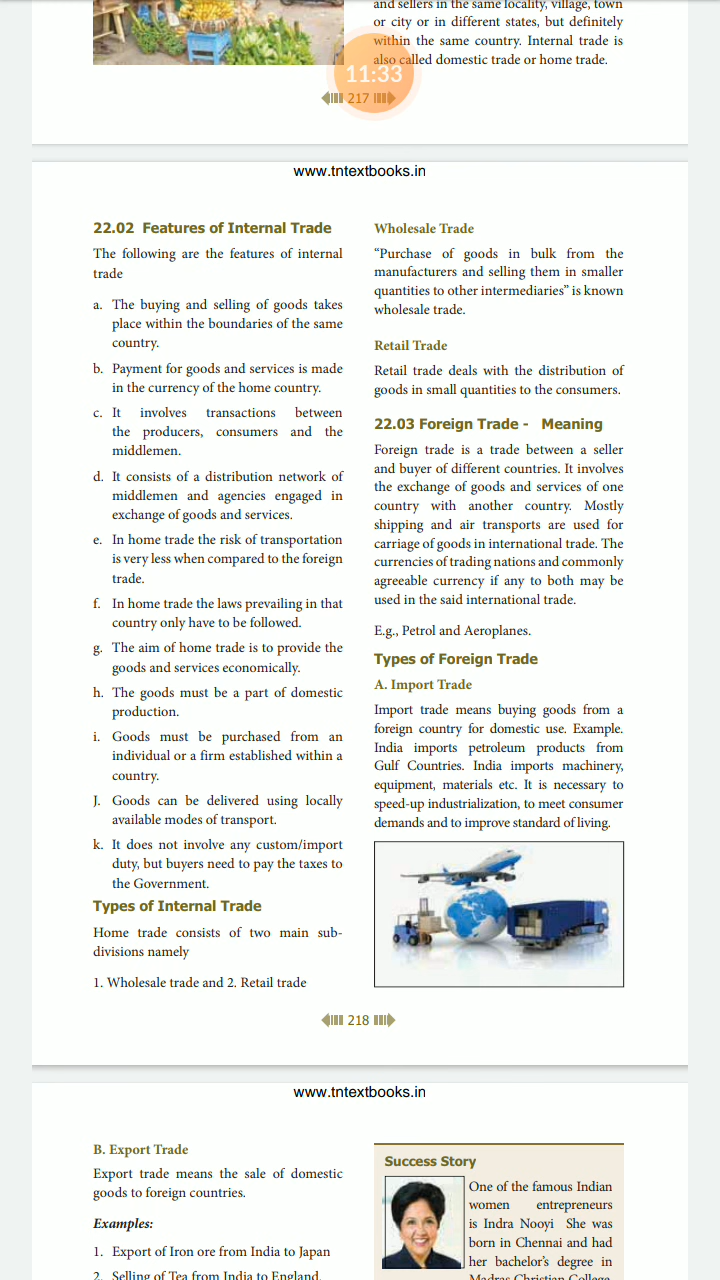 and sellers in the same locality, village, town
or city or in different states, but definitely
within the same country. Internal trade is
also called domestic trade or home trade.
11:33
217
www.tntextbooks.in
22.02 Features of Internal Trade
The following are the features of internal
trade
a. The buying and selling of goods takes
place within the boundaries of the same
country.
b. Payment for goods and services is made
in the currency of the home country.
c. It involves transactions between
the producers, consumers and the
middlemen.
d. It consists of a distribution network of
middlemen and agencies engaged in
exchange of goods and services.
e. In home trade the risk of transportation
is very less when compared to the foreign
trade.
f. In home trade the laws prevailing in that
country only have to be followed.
g. The aim of home trade is to provide the
goods and services economically.
h. The goods must be a part of domestic
production.
i. Goods must be purchased from an
individual or a firm established within a
country.
J. Goods can be delivered using locally
available modes of transport.
k. It does not involve any custom/import
duty, but buyers need to pay the taxes to
the Government.
Types of Internal Trade
Home trade consists of two main sub-
divisions namely
1. Wholesale trade and 2. Retail trade
Wholesale Trade
“Purchase of goods in bulk from the
manufacturers and selling them in smaller
quantities to other intermediaries” is known
wholesale trade.
Retail Trade
Retail trade deals with the distribution of
goods in small quantities to the consumers.
22.03 Foreign Trade - Meaning
Foreign trade is a trade between a seller
and buyer of different countries. It involves
the exchange of goods and services of one
country with another country. Mostly
shipping and air transports are used for
carriage of goods in international trade. The
currencies of trading nations and commonly
agreeable currency if any to both may be
used in the said international trade.
E.g., Petrol and Aeroplanes.
Types of Foreign Trade
A. Import Trade
Import trade means buying goods from a
foreign country for domestic use. Example.
India imports petroleum products from
Gulf Countries. India imports machinery,
equipment, materials etc. It is necessary to
speed-up industrialization, to meet consumer
demands and to improve standard of living.
218
www.tntextbooks.in
B. Export Trade
Export trade means the sale of domestic
goods to foreign countries.
Examples:
1. Export of Iron ore from India to Japan
2. Selling of Tea from India to England.
Success Story
One of the famous Indian
women entrepreneurs
is Indra Nooyi She was
born in Chennai and had
her bachelor’s degree in
Madras Christian College,